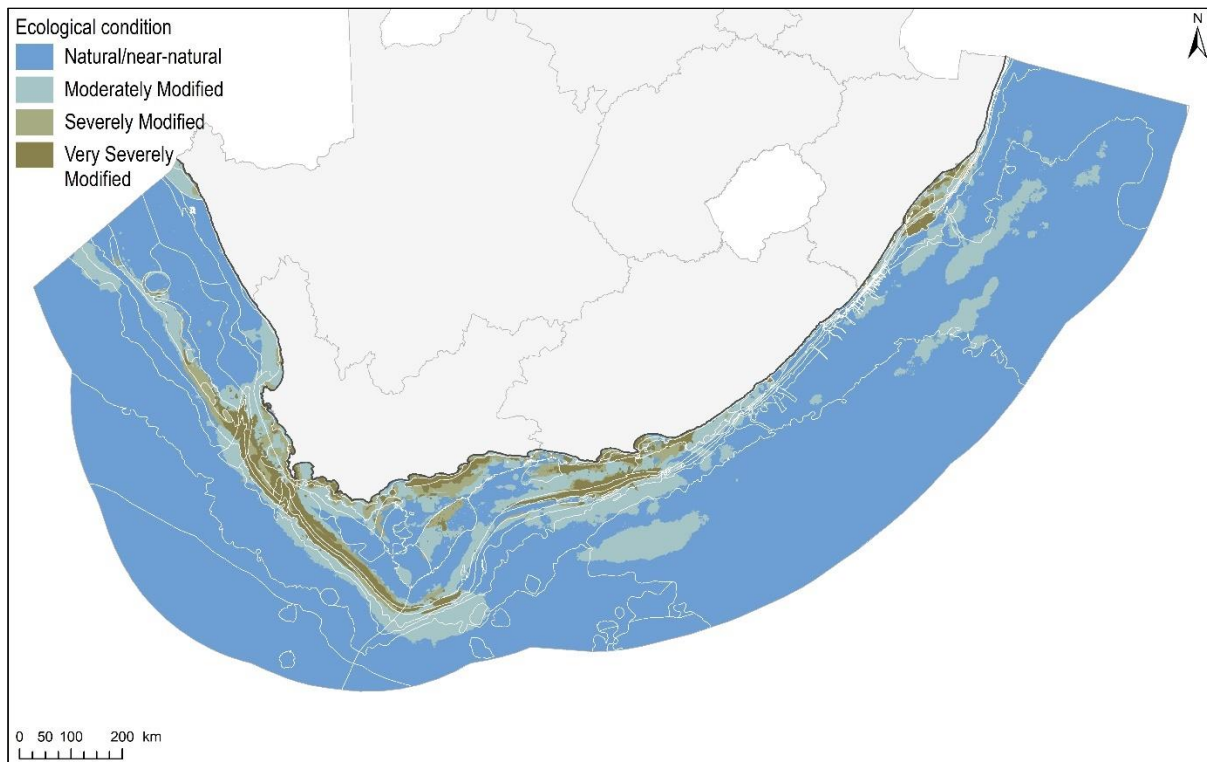 Ecological condition
Natural/near-natural
Moderately Modified
Severely Modified
Very Severely
Modified
N
0 50 100 200 km